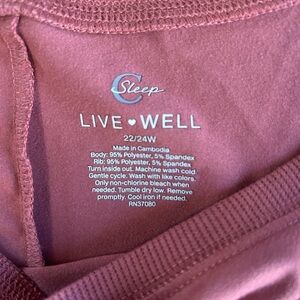 C
Sleep
LIVE ♥ WELL
22/24W
Made in Cambodia
Body: 95% Polyester, 5% Spandex
Rib: 95% Polyester, 5% Spandex
Turn inside out. Machine wash cold.
Gentle cycle. Wash with like colors.
Only non-chlorine bleach when
needed. Tumble dry low. Remove
promptly. Cool iron if needed.
RN37080